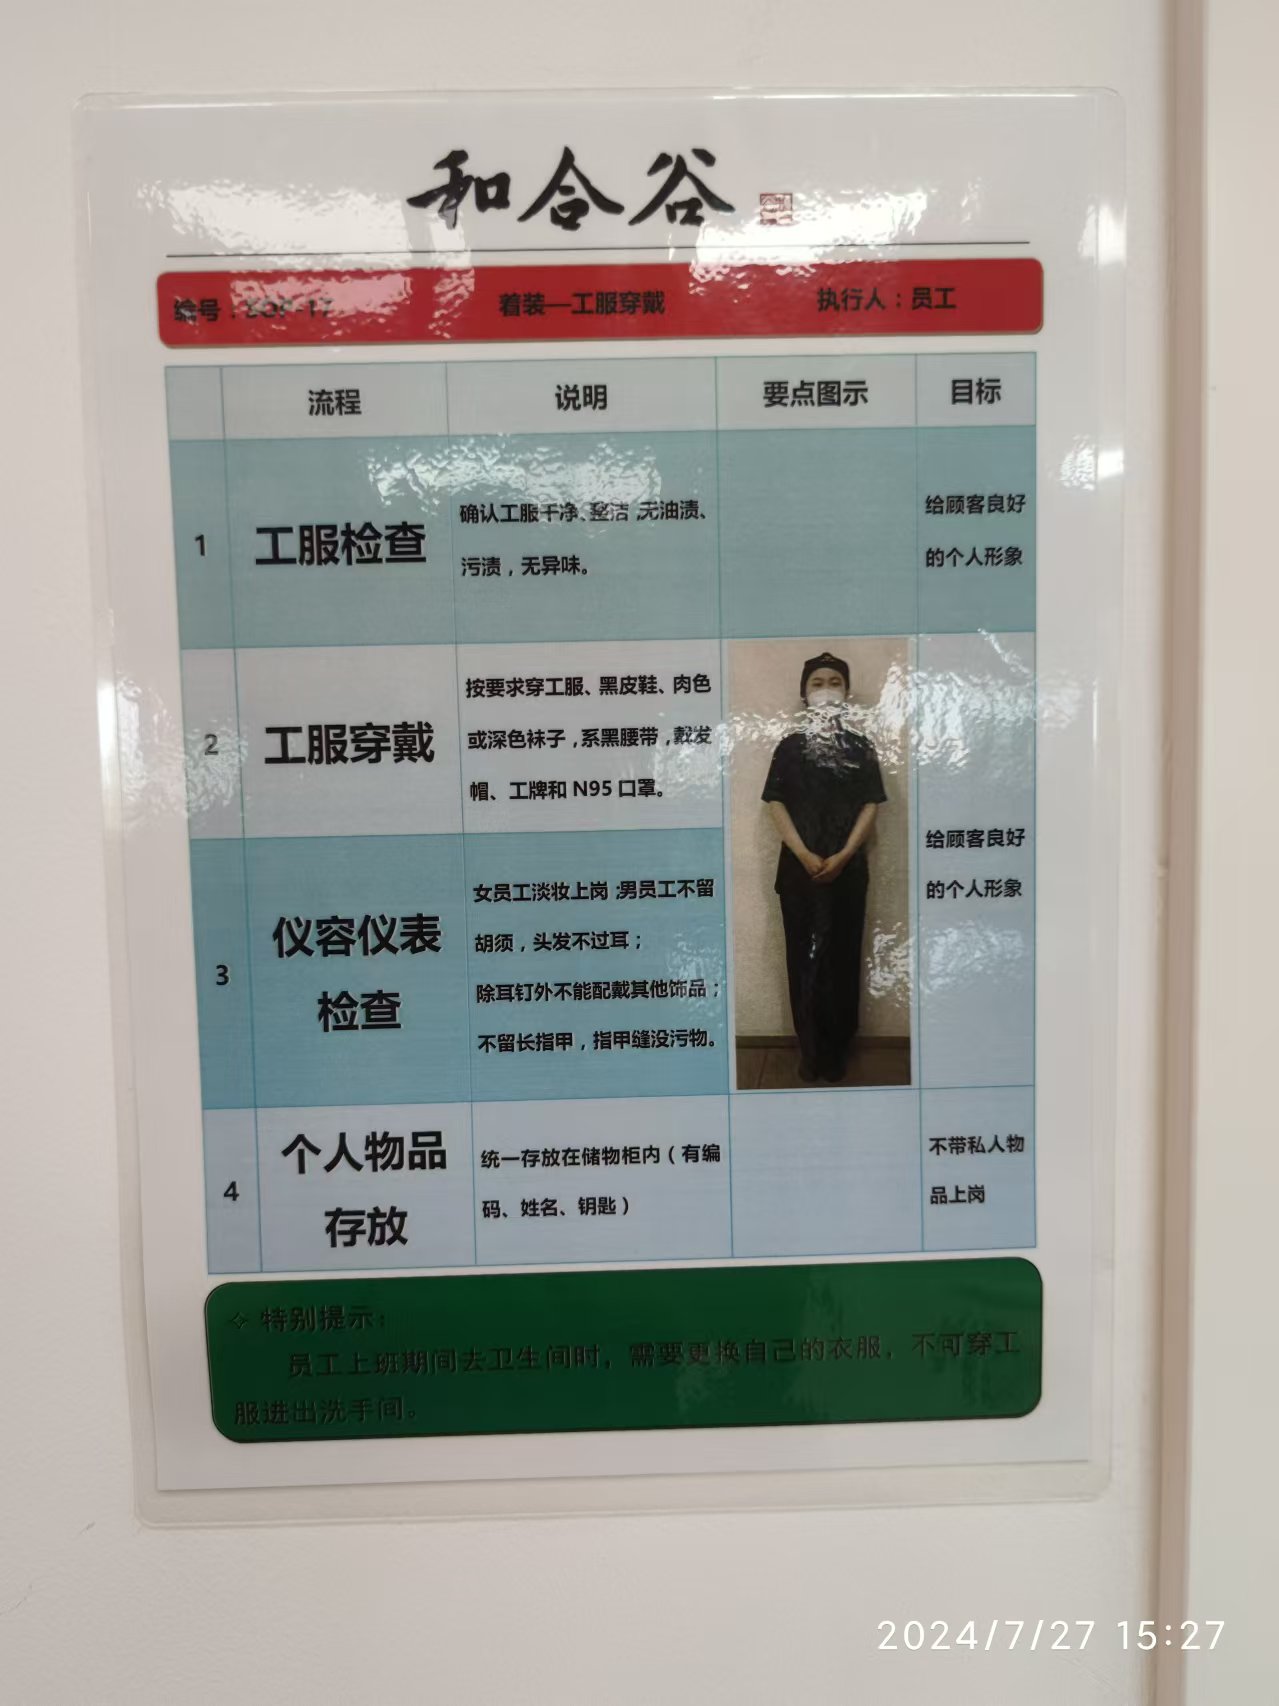 和合谷
编号：SOP-17 着装—工服穿戴 执行人：员工
流程 说明 要点图示 目标
1 工服检查
确认工服干净、整洁,无油渍、
污渍，无异味。
给顾客良好
的个人形象
2 工服穿戴
按要求穿工服、黑皮鞋、肉色
或深色袜子，系黑腰带，戴发
帽、工牌和 N95 口罩。
3 仪容仪表
检查
女员工淡妆上岗;男员工不留
胡须，头发不过耳；
除耳钉外不能配戴其他饰品；
不留长指甲，指甲缝没污物。
给顾客良好
的个人形象
4 个人物品
存放
统一存放在储物柜内（有编
码、姓名、钥匙）
不带私人物
品上岗
✧ 特别提示：
员工上班期间去卫生间时，需要更换自己的衣服，不可穿工
服进出洗手间。
2024/7/27 15:27